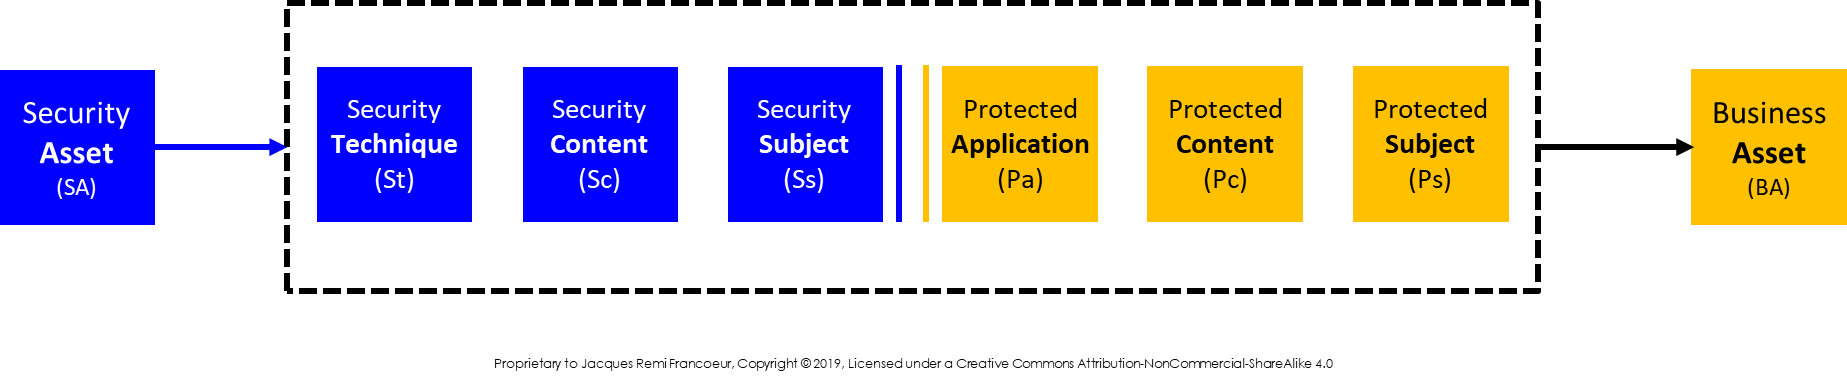 Security
Asset
(SA)
Security
Technique
(St)
Security
Content
(Sc)
Security
Subject
(Ss)
Protected
Application
(Pa)
Protected
Content
(Pc)
Protected
Subject
(Ps)
Business
Asset
(BA)
Proprietary to Jacques Remi Francoeur, Copyright © 2019, Licensed under a Creative Commons Attribution-NonCommercial-ShareAlike 4.0